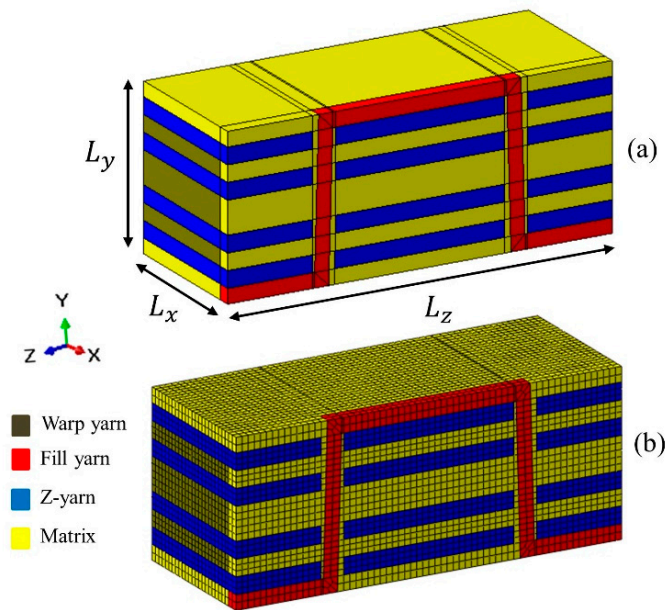 (a)
L_y
L_x
L_z
Y
Z
X
Warp yarn
Fill yarn
Z-yarn
Matrix
(b)